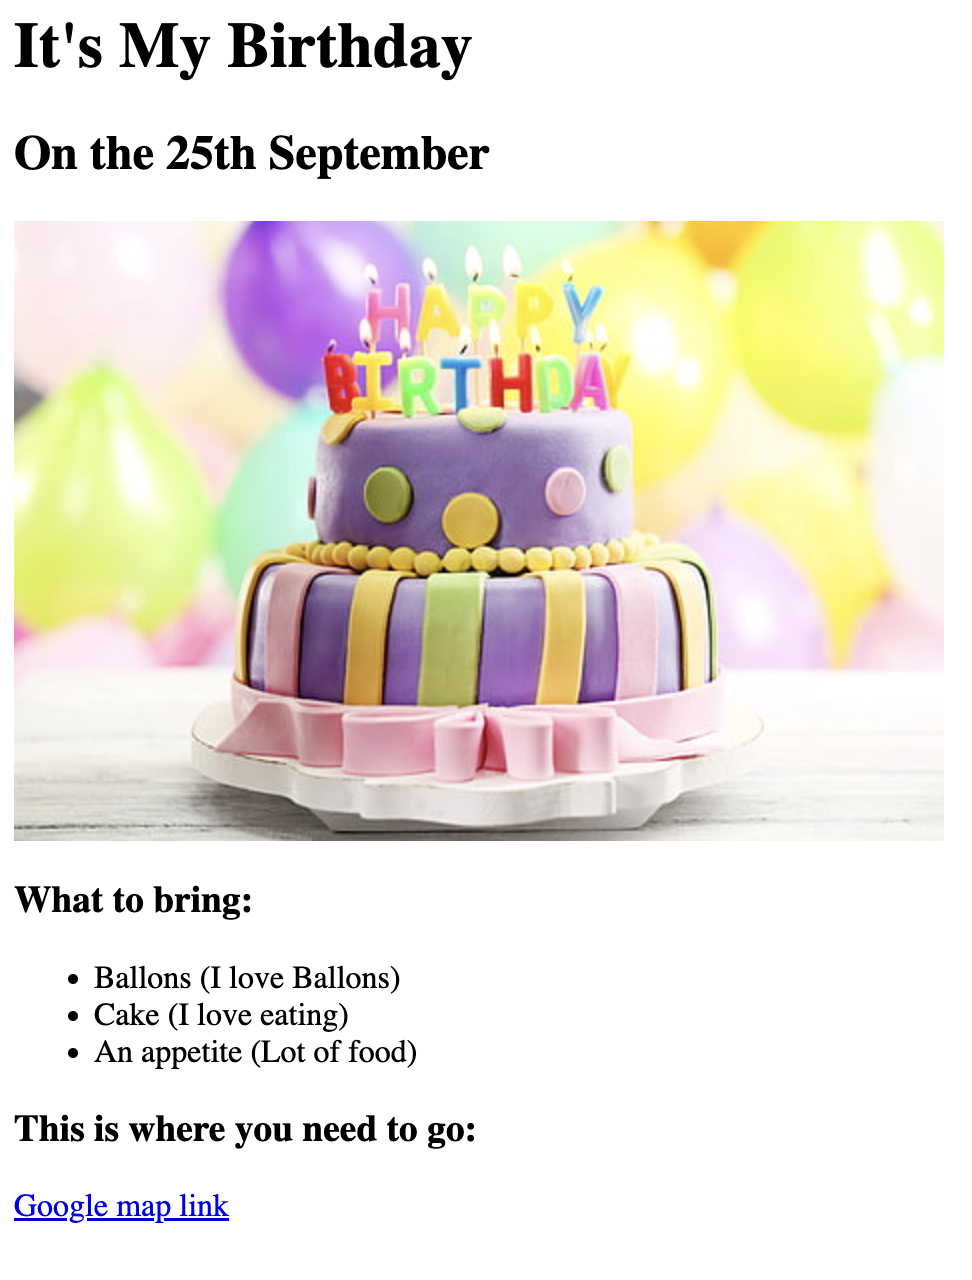 It's My Birthday
On the 25th September
HAPPY
BIRTHDAY
What to bring:
Ballons (I love Ballons)
Cake (I love eating)
An appetite (Lot of food)
This is where you need to go:
Google map link